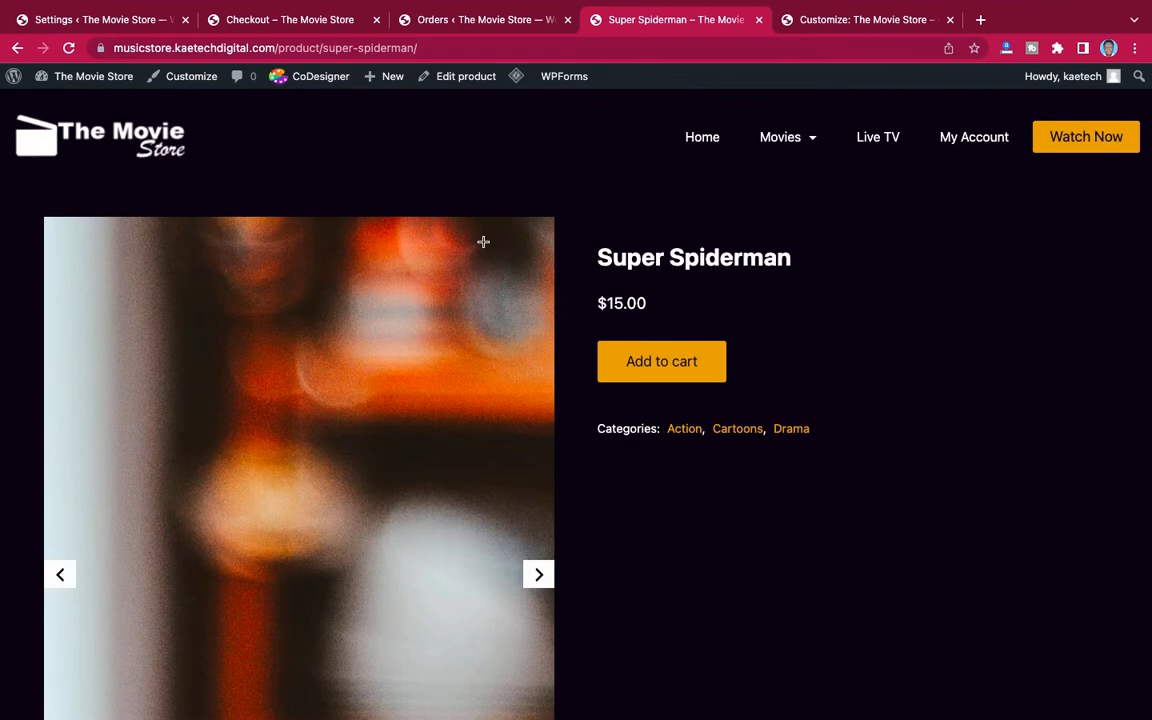 Settings ‹ The Movie Store — W
Checkout – The Movie Store
Orders ‹ The Movie Store — Wo
Super Spiderman – The Movie
Customize: The Movie Store –
musicstore.kaetechdigital.com/product/super-spiderman/
The Movie Store
Customize
0
CoDesigner
New
Edit product
WPForms
Howdy, kaetech
The Movie
Store
Home
Movies
Live TV
My Account
Watch Now
Super Spiderman
$15.00
Add to cart
Categories: Action, Cartoons, Drama